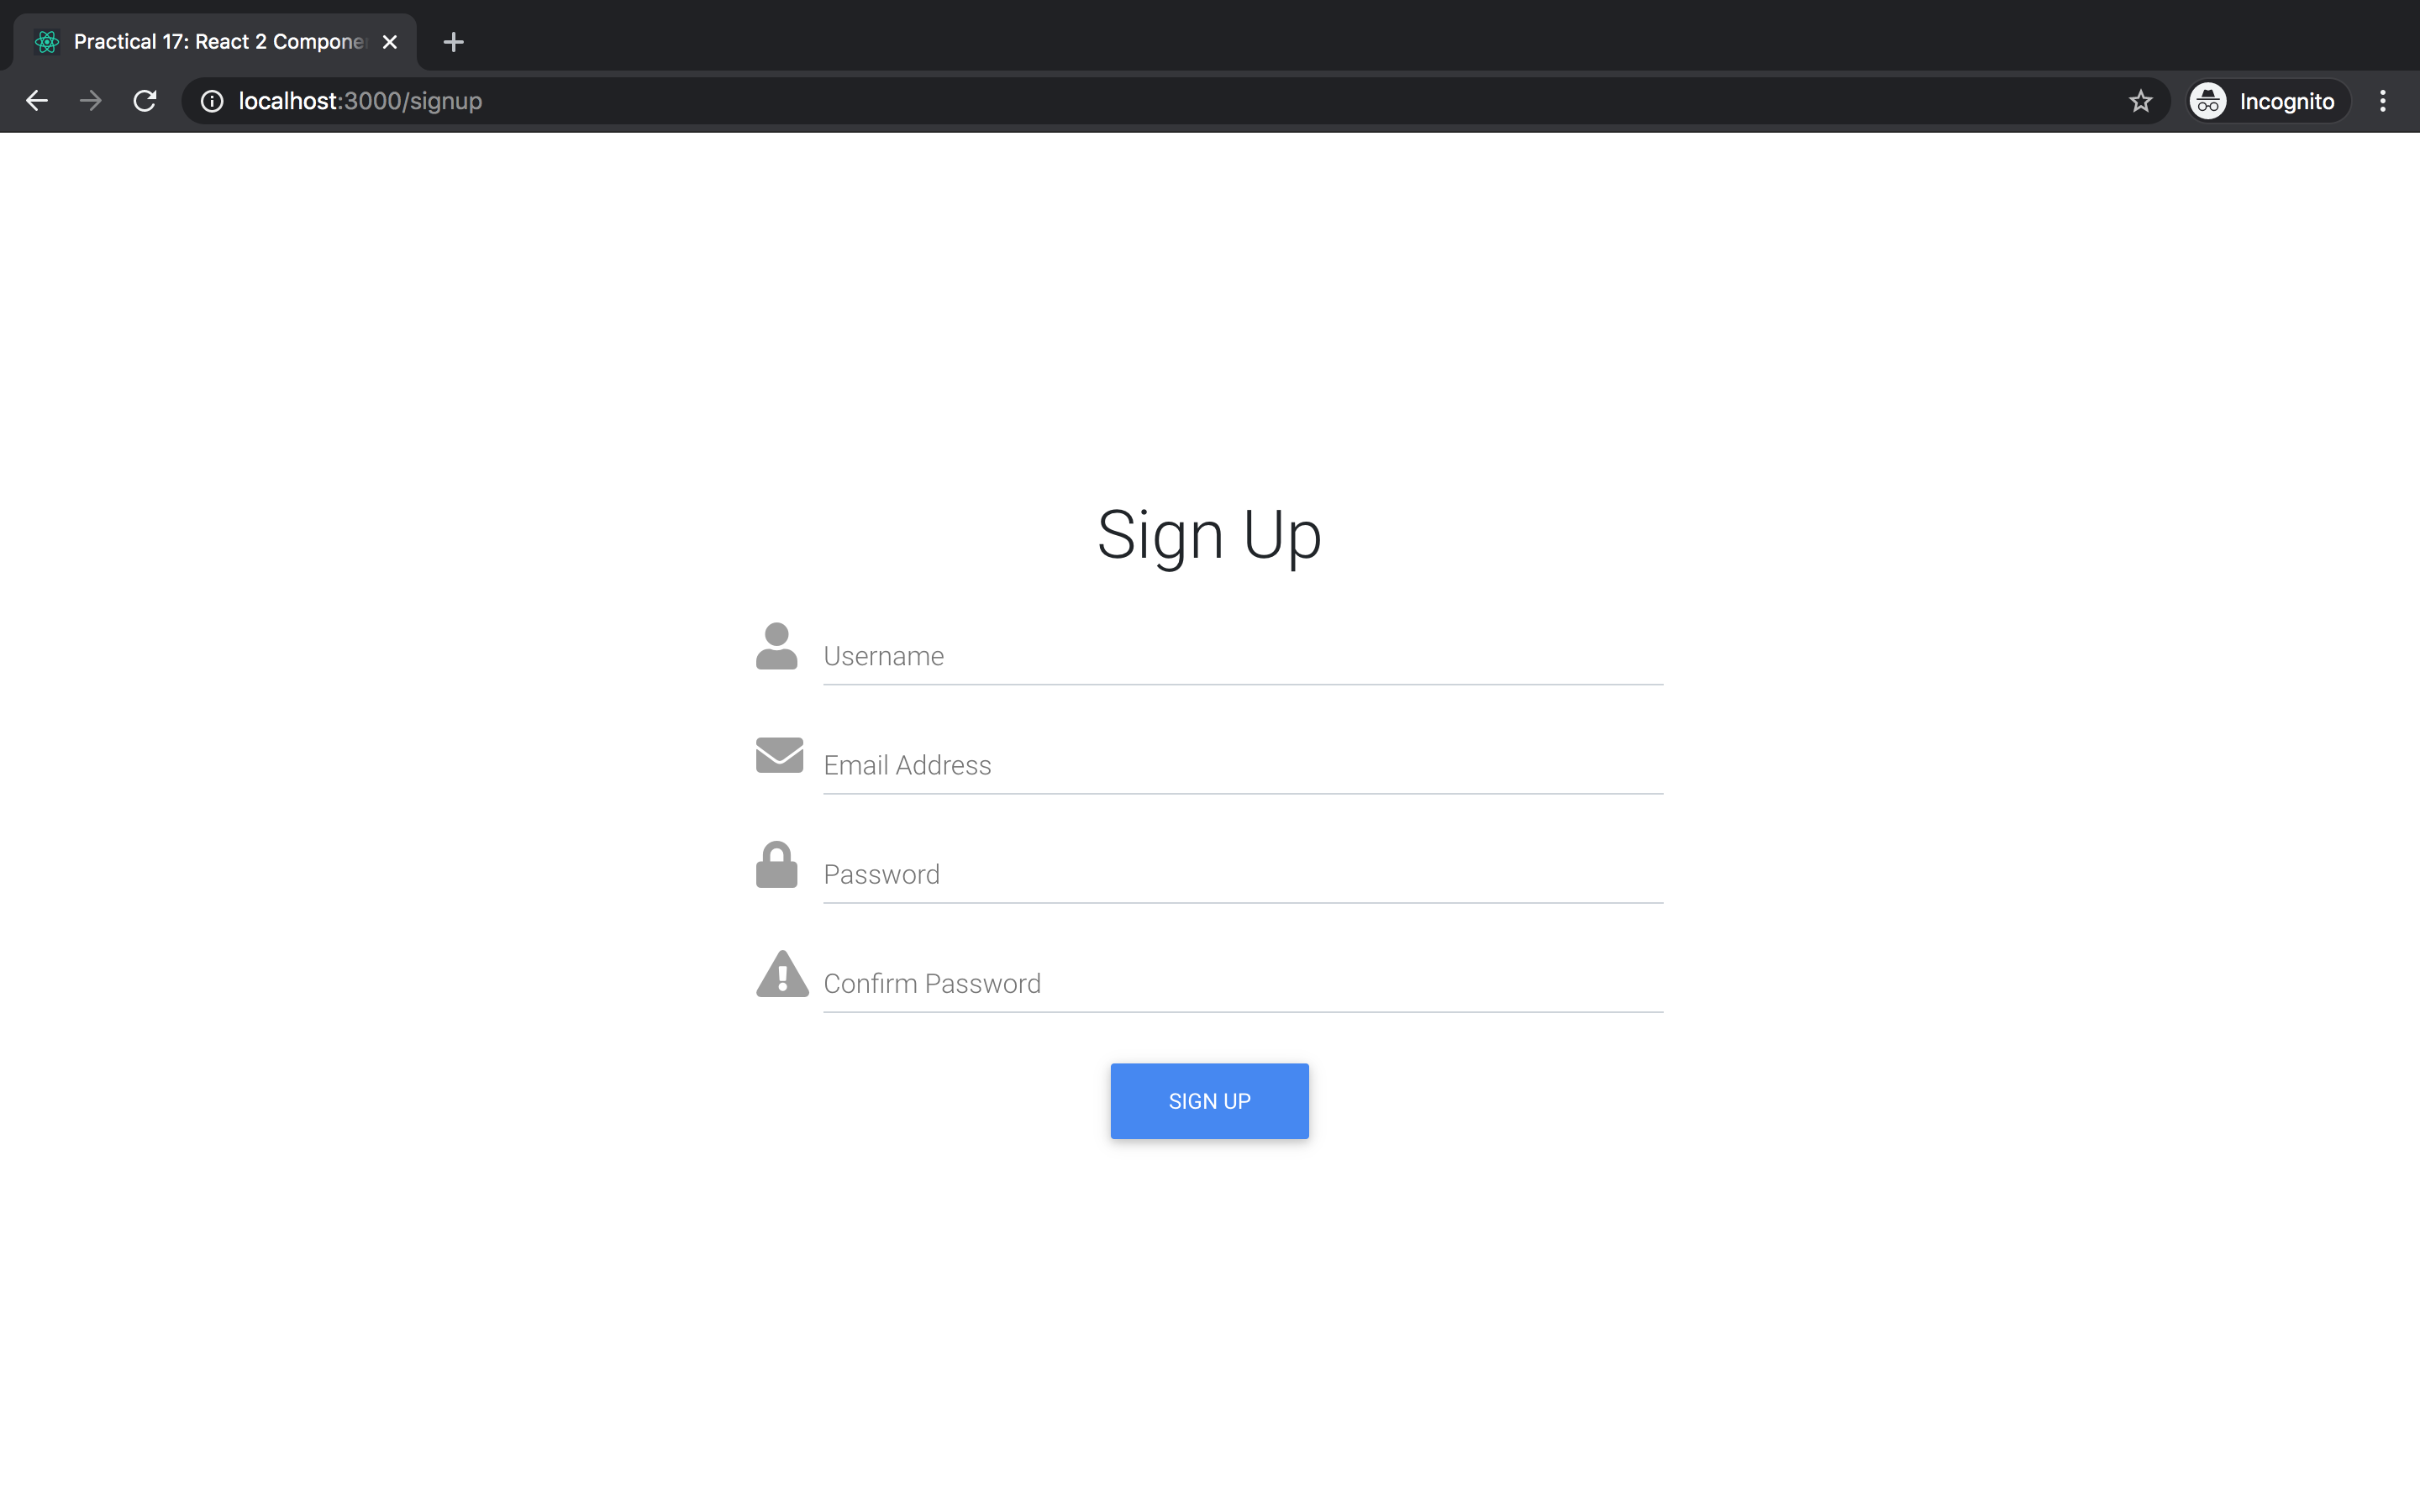 Practical 17: React 2 Compone
localhost:3000/signup
Incognito
Sign Up
Username
Email Address
Password
Confirm Password
SIGN UP